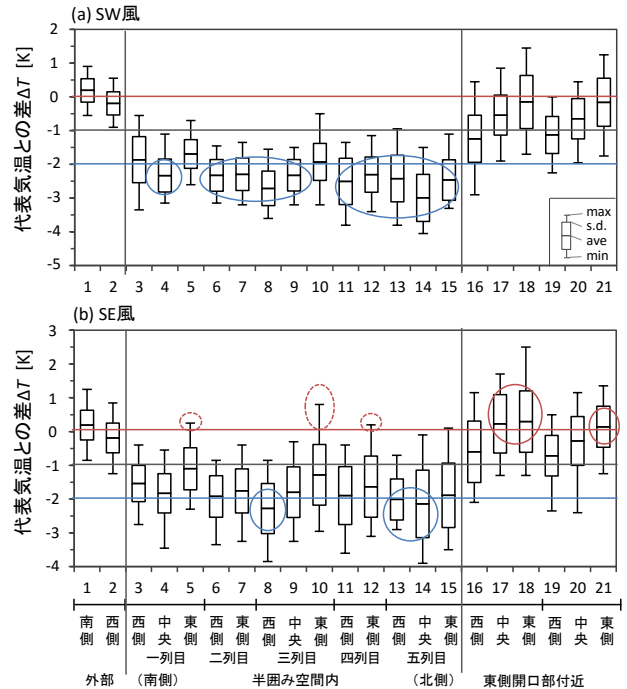 (a) SW風
代表気温との差ΔT [K]
2
1
0
-1
-2
-3
-4
-5
max
s.d.
ave
min
1 2 3 4 5 6 7 8 9 10 11 12 13 14 15 16 17 18 19 20 21
(b) SE風
代表気温との差ΔT [K]
3
2
1
0
-1
-2
-3
-4
1 2 3 4 5 6 7 8 9 10 11 12 13 14 15 16 17 18 19 20 21
南側 西側 西側 中央 東側 西側 東側 西側 中央 東側 西側 東側 西側 中央 東側 西側 中央 東側 西側 中央 東側
一列目 二列目 三列目 四列目 五列目
外部 (南側) 半囲み空間内 (北側) 東側開口部付近